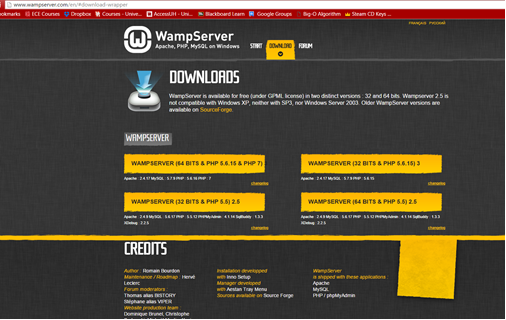 www.wampserver.com/en/#download-wrapper
ECE Courses
Dropbox
Courses - Unive...
AccessUH - Unive...
Blackboard Learn
Google Groups
Big-O Algorithm
Steam CD Keys ...
FRANÇAIS РУССКИЙ
WampServer
Apache, PHP, MySQL on Windows
START DOWNLOAD FORUM
DOWNLOADS
WampServer is available for free (under GPML license) in two distinct versions : 32 and 64 bits. Wampserver 2.5 is
not compatible with Windows XP, neither with SP3, nor Windows Server 2003. Older WampServer versions are
available on SourceForge.
WAMPSERVER
WAMPSERVER (64 BITS & PHP 5.6.15 & PHP 7)
Apache : 2.4.17 MySQL : 5.7.9 PHP : 5.6.16 PHP : 7
changelog
WAMPSERVER (32 BITS & PHP 5.6.15) 3
Apache : 2.4.17 MySQL : 5.7.9 PHP : 5.6.15
changelog
WAMPSERVER (32 BITS & PHP 5.5) 2.5
Apache : 2.4.9 MySQL : 5.6.17 PHP : 5.5.12 PHPMyAdmin : 4.1.14 SqlBuddy : 1.3.3
XDebug : 2.2.5
changelog
WAMPSERVER (64 BITS & PHP 5.5) 2.5
Apache : 2.4.9 MySQL : 5.6.17 PHP : 5.5.12 PHPMyAdmin : 4.1.14 SqlBuddy : 1.3.3
XDebug : 2.2.5
changelog
CREDITS
Author : Romain Bourdon
Maintenance / Roadmap : Hervé
Leclerc
Forum moderators :
Thomas alias BISTORY
Stéphane alias VIPER
Website production team :
Dominique Brunel, Christophe
Installation developped
with Inno Setup
Manager developed
with Aestan Tray Menu
Sources available on Source Forge
WampServer
is shipped with these applications :
Apache
MySQL
PHP / phpMyAdmin